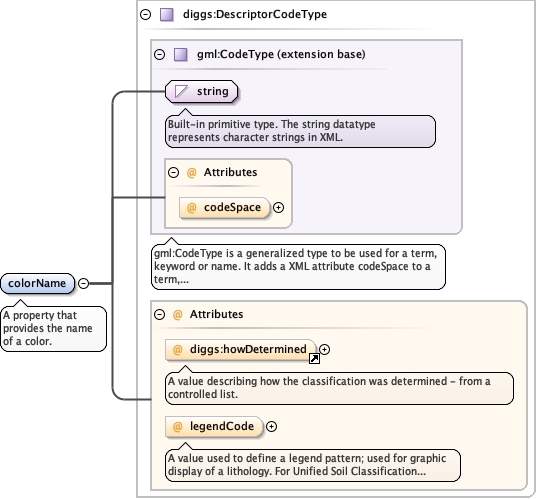 diggs:DescriptorCodeType
gml:CodeType (extension base)
string
Built-in primitive type. The string datatype
represents character strings in XML.
@ Attributes
@ codeSpace
gml:CodeType is a generalized type to be used for a term,
keyword or name. It adds a XML attribute codeSpace to a
term,...
colorName
A property that
provides the name
of a color.
@ Attributes
@ diggs:howDetermined
A value describing how the classification was determined - from a
controlled list.
@ legendCode
A value used to define a legend pattern; used for graphic
display of a lithology. For Unified Soil Classification...